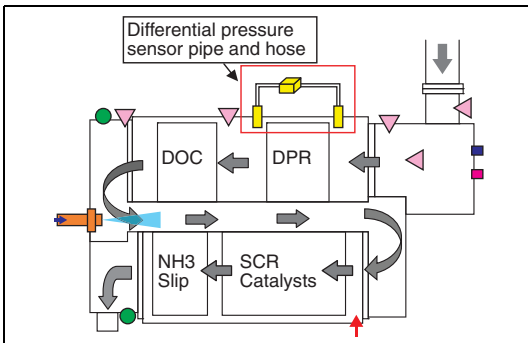 Differential pressure
sensor pipe and hose
DOC
DPR
NH3
Slip
SCR
Catalysts